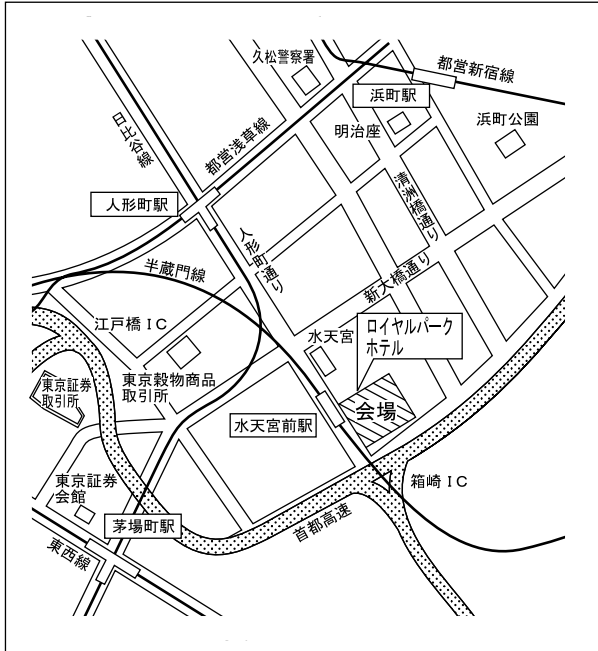 久松警察署
都営新宿線
浜町駅
日比谷線
都営浅草線
明治座
浜町公園
清洲橋通り
人形町駅
人形町通り
半蔵門線
新大橋通り
江戸橋IC
水天宮
ロイヤルパーク
ホテル
東京穀物商品
取引所
東京証券
取引所
会場
水天宮前駅
東京証券
会館
箱崎IC
茅場町駅
首都高速
東西線